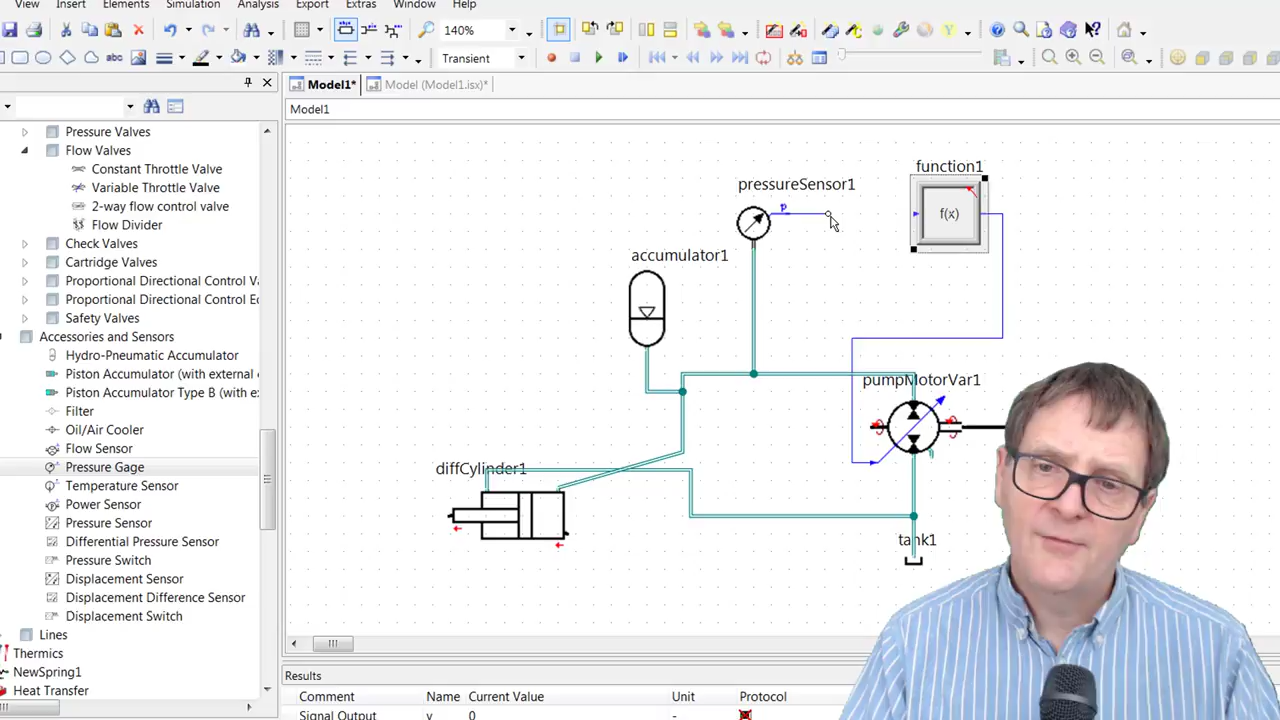 View Insert Elements Simulation Analysis Export Extras Window Help
abc
140%
Transient
Model1*
Model (Model1.isx)*
Model1
Pressure Valves
Flow Valves
Constant Throttle Valve
Variable Throttle Valve
2-way flow control valve
Flow Divider
Check Valves
Cartridge Valves
Proportional Directional Control Va
Proportional Directional Control Ec
Safety Valves
Accessories and Sensors
Hydro-Pneumatic Accumulator
Piston Accumulator (with external
Piston Accumulator Type B (with e:
Filter
Oil/Air Cooler
Flow Sensor
Pressure Gage
Temperature Sensor
Power Sensor
Pressure Sensor
Differential Pressure Sensor
Pressure Switch
Displacement Sensor
Displacement Difference Sensor
Displacement Switch
Lines
Thermics
NewSpring1
Heat Transfer
function1
pressureSensor1
p
f(x)
accumulator1
pumpMotorVar1
diffCylinder1
tank1
Results
Comment Name Current Value Unit Protocol
Signal Output y 0 -